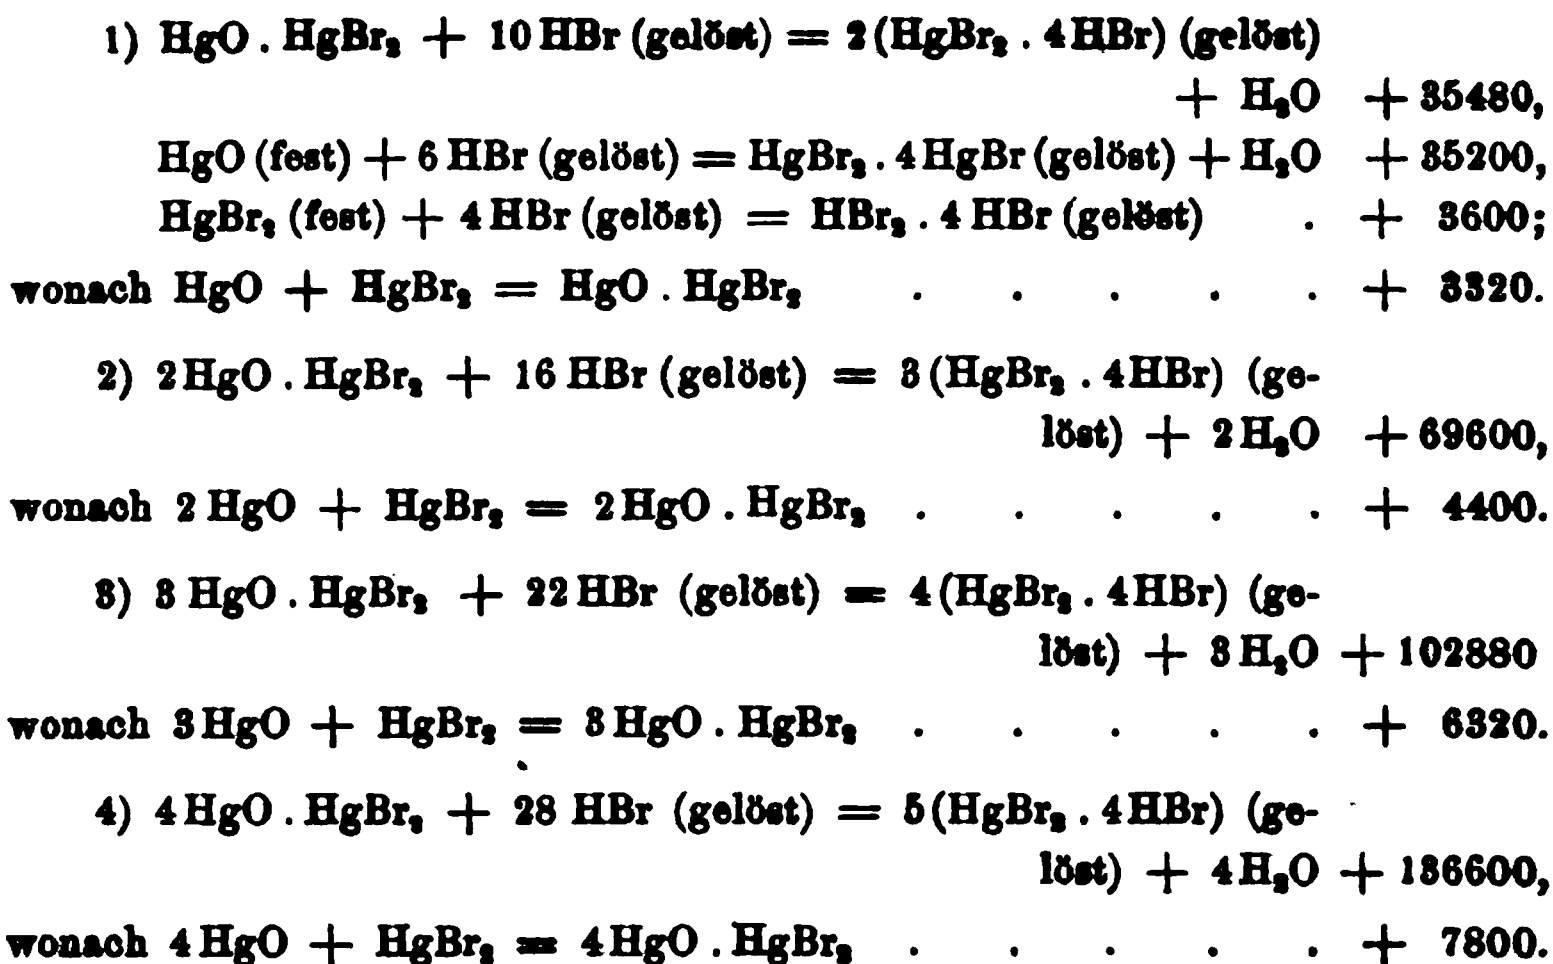 1) HgO . HgBr₂ + 10 HBr (gelöst) = 2 (HgBr₂ . 4 HBr) (gelöst)
+ H₂O + 35480,
HgO (fest) + 6 HBr (gelöst) = HgBr₂ . 4 HgBr (gelöst) + H₂O + 35200,
HgBr₂ (fest) + 4 HBr (gelöst) = HBr₂ . 4 HBr (gelöst) . + 3600;
wonach HgO + HgBr₂ = HgO . HgBr₂ . . . . . + 3320.
2) 2 HgO . HgBr₂ + 16 HBr (gelöst) = 3 (HgBr₂ . 4 HBr) (ge-
löst) + 2 H₂O + 69600,
wonach 2 HgO + HgBr₂ = 2 HgO . HgBr₂ . . . . . + 4400.
3) 3 HgO . HgBr₂ + 22 HBr (gelöst) = 4 (HgBr₂ . 4 HBr) (ge-
löst) + 3 H₂O + 102880
wonach 3 HgO + HgBr₂ = 3 HgO . HgBr₂ . . . . . + 6320.
4) 4 HgO . HgBr₂ + 28 HBr (gelöst) = 5 (HgBr₂ . 4 HBr) (ge-
löst) + 4 H₂O + 136600,
wonach 4 HgO + HgBr₂ = 4 HgO . HgBr₂ . . . . . + 7800.